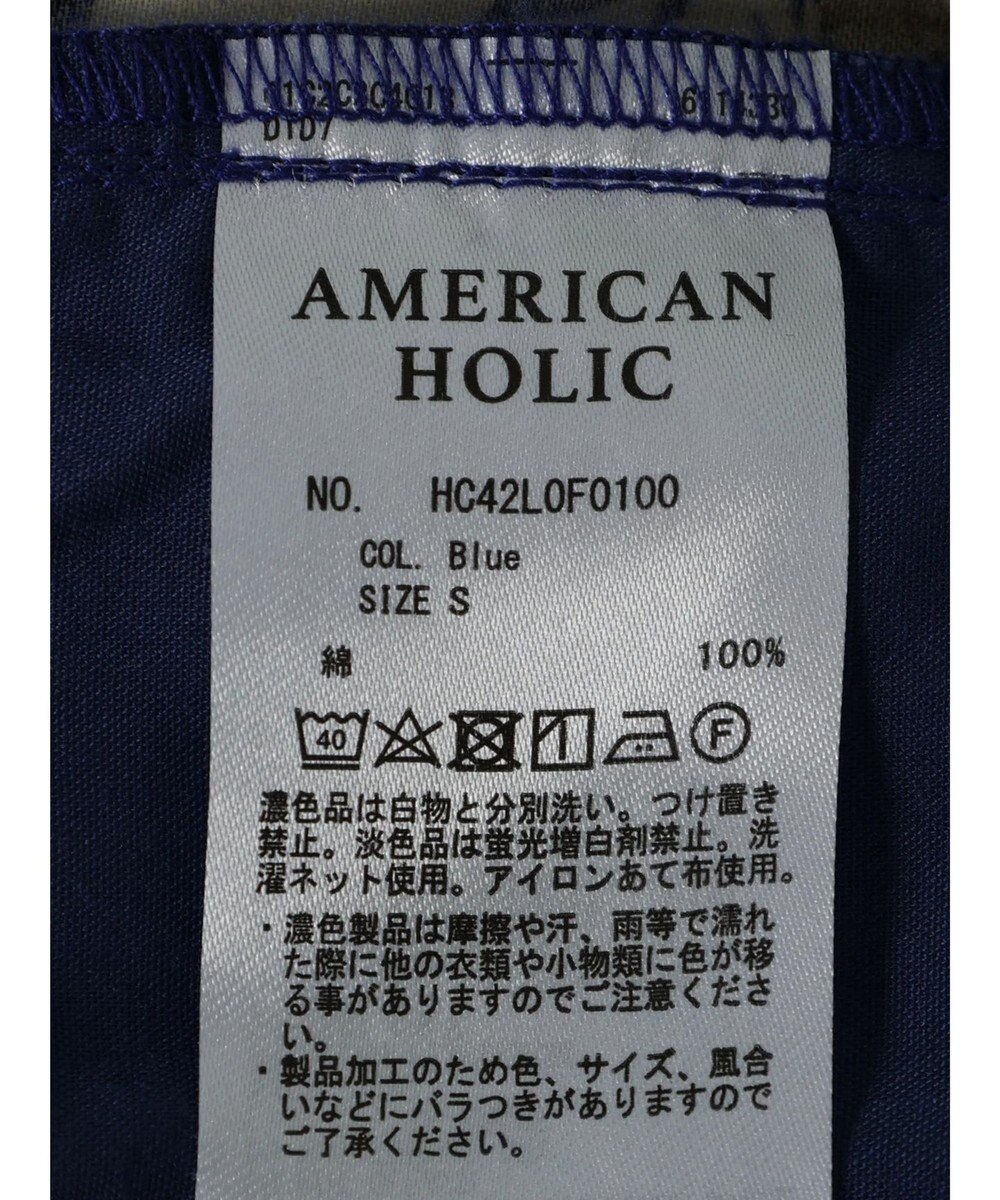 D1D7
AMERICAN
HOLIC
NO. HC42L0F0100
COL. Blue
SIZE S
綿 100%
40 F
濃色品は白物と分別洗い。つけ置き
禁止。淡色品は蛍光増白剤禁止。洗
濯ネット使用。アイロンあて布使用。
・濃色製品は摩擦や汗、雨等で濡れ
た際に他の衣類や小物類に色が移
る事がありますのでご注意くださ
い。
・製品加工のため色、サイズ、風合
いなどにバラつきがありますので
ご了承ください。